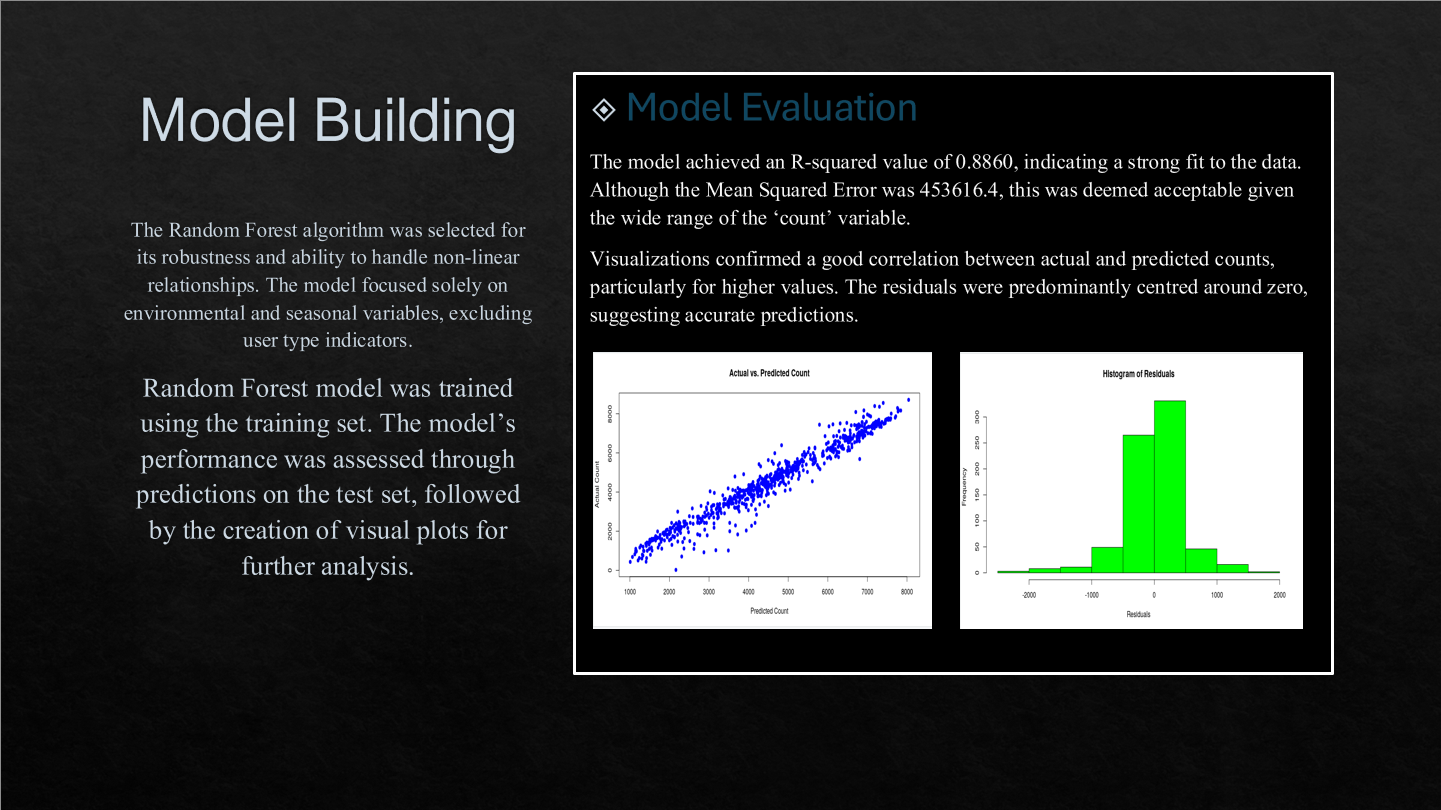 Model Building
The Random Forest algorithm was selected for
its robustness and ability to handle non-linear
relationships. The model focused solely on
environmental and seasonal variables, excluding
user type indicators.
Random Forest model was trained
using the training set. The model’s
performance was assessed through
predictions on the test set, followed
by the creation of visual plots for
further analysis.
Model Evaluation
The model achieved an R-squared value of 0.8860, indicating a strong fit to the data.
Although the Mean Squared Error was 453616.4, this was deemed acceptable given
the wide range of the ‘count’ variable.
Visualizations confirmed a good correlation between actual and predicted counts,
particularly for higher values. The residuals were predominantly centred around zero,
suggesting accurate predictions.
Actual vs. Predicted Count
Actual Count
8000
6000
4000
2000
0
1000 2000 3000 4000 5000 6000 7000 8000
Predicted Count
Histogram of Residuals
Frequency
300
250
200
150
100
50
0
-2000 -1000 0 1000 2000
Residuals